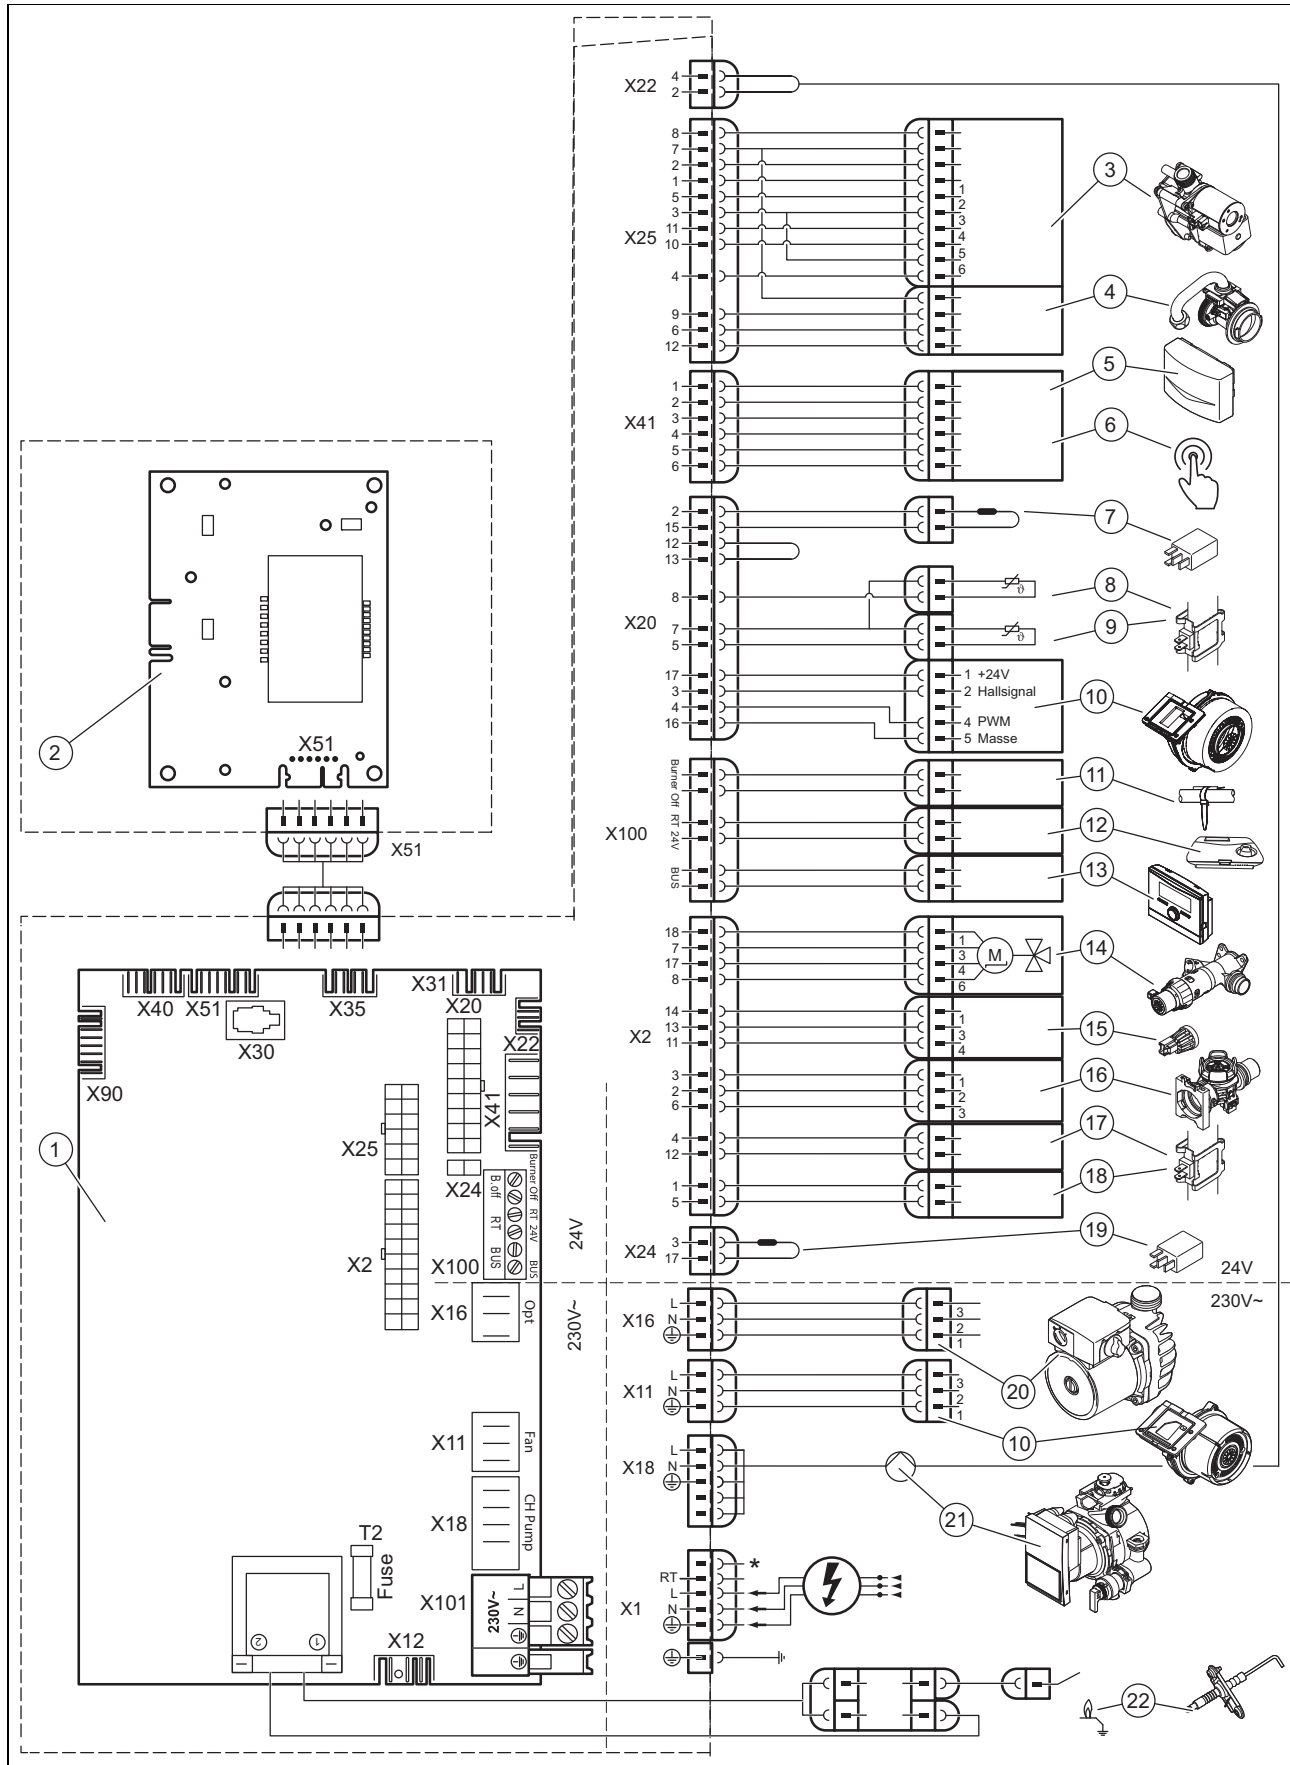 X22
4
2
X25
8
7
2
1
5
3
11
10
4
9
6
12
1
2
3
4
5
6
3
4
X41
1
2
3
4
5
6
5
6
X20
2
15
12
13
8
7
5
17
3
4
16
7
ϑ
8
ϑ
9
1 +24V
2 Hallsignal
4 PWM
5 Masse
10
X100
Burner Off
RT 24V
BUS
11
12
13
X2
18
7
17
8
14
13
11
3
2
6
4
12
1
5
1
3
4
6
M
14
1
3
4
15
1
2
3
16
17
18
X24
3
17
19
24V
230V~
X16
L
N
3
2
1
20
X11
L
N
3
2
1
10
X18
L
N
21
X1
*
RT
L
N
22
2
X51
X51
1
X40
X51
X30
X35
X31
X20
X22
X90
X41
X25
X24
X2
X100
B.off
RT
BUS
Burner Off
RT 24V
BUS
24V
230V~
X16
Opt
X11
Fan
X18
CH Pump
T2
Fuse
X101
230V~
L
N
X12
2
1